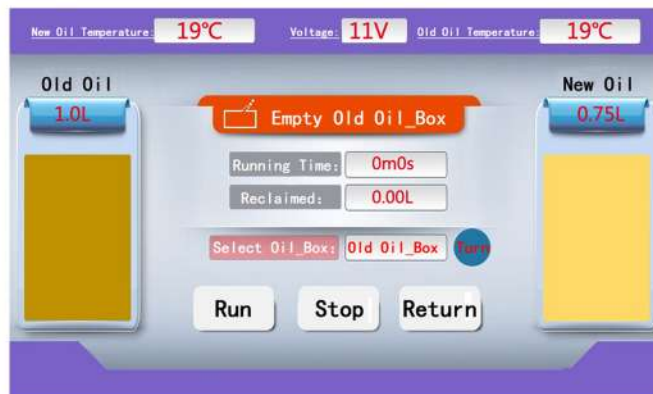 New Oil Temperature: 19℃ Voltage: 11V Old Oil Temperature: 19℃
Old Oil
1.0L
New Oil
0.75L
Empty Old Oil_Box
Running Time: 0m0s
Reclaimed: 0.00L
Select Oil_Box: Old Oil_Box Turn
Run Stop Return